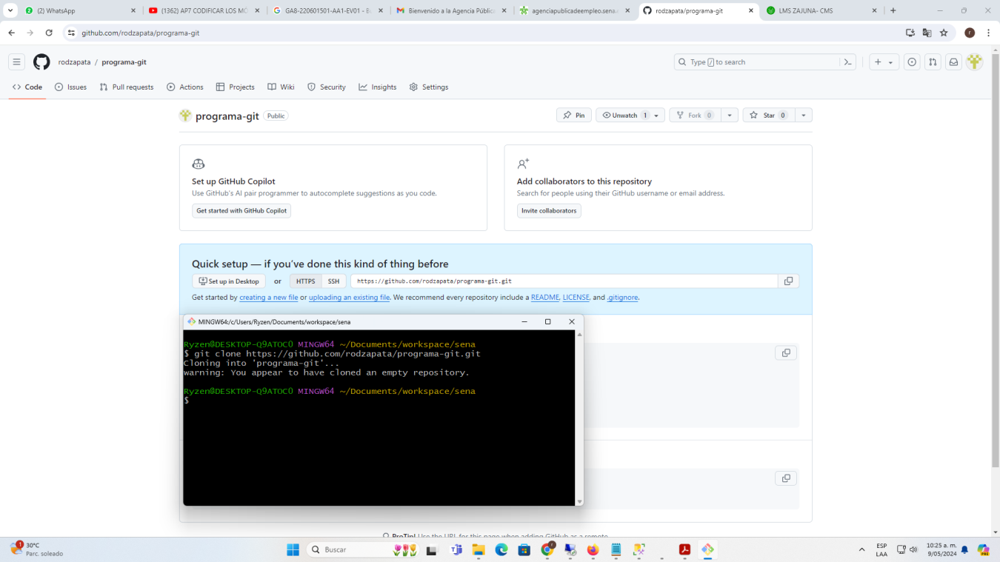 (2) WhatsApp
(1362) AP7 CODIFICAR LOS MÓ
GA8-220601501-AA1-EV01 - B
Bienvenido a la Agencia Públic
agenciapublicadeempleo.sena.
rodzapata/programa-git
LMS ZAJUNA- CMS
github.com/rodzapata/programa-git
r
rodzapata / programa-git
Type / to search
Code
Issues
Pull requests
Actions
Projects
Wiki
Security
Insights
Settings
programa-git Public
Pin
Unwatch 1
Fork 0
Star 0
Set up GitHub Copilot
Use GitHub's AI pair programmer to autocomplete suggestions as you code.
Get started with GitHub Copilot
Add collaborators to this repository
Search for people using their GitHub username or email address.
Invite collaborators
Quick setup — if you've done this kind of thing before
Set up in Desktop or HTTPS SSH https://github.com/rodzapata/programa-git.git
Get started by creating a new file or uploading an existing file. We recommend every repository include a README, LICENSE, and .gitignore.
MINGW64:/c/Users/Ryzen/Documents/workspace/sena
Ryzen@DESKTOP-Q9ATOC0 MINGW64 ~/Documents/workspace/sena
$ git clone https://github.com/rodzapata/programa-git.git
Cloning into 'programa-git'...
warning: You appear to have cloned an empty repository.
Ryzen@DESKTOP-Q9ATOC0 MINGW64 ~/Documents/workspace/sena
$
ProTip! Use the URL for this page when adding GitHub as a remote.
1
30°C
Parc. soleado
Buscar
ESP
LAA
10:25 a. m.
9/05/2024